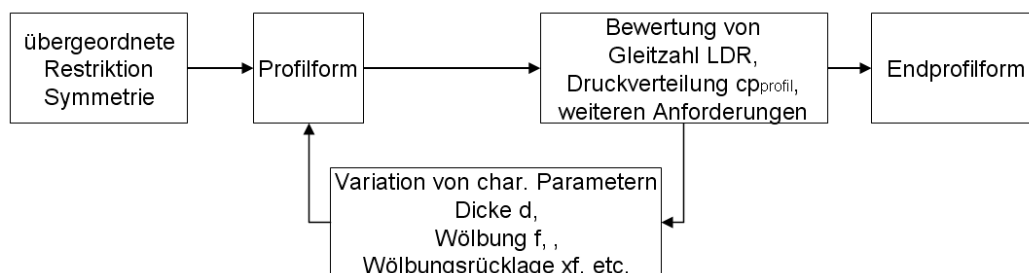 übergeordnete
Restriktion
Symmetrie
Profilform
Bewertung von
Gleitzahl LDR,
Druckverteilung cpprofil,
weiteren Anforderungen
Endprofilform
Variation von char. Parametern
Dicke d,
Wölbung f, ,
Wölbungsrücklage xf, etc.